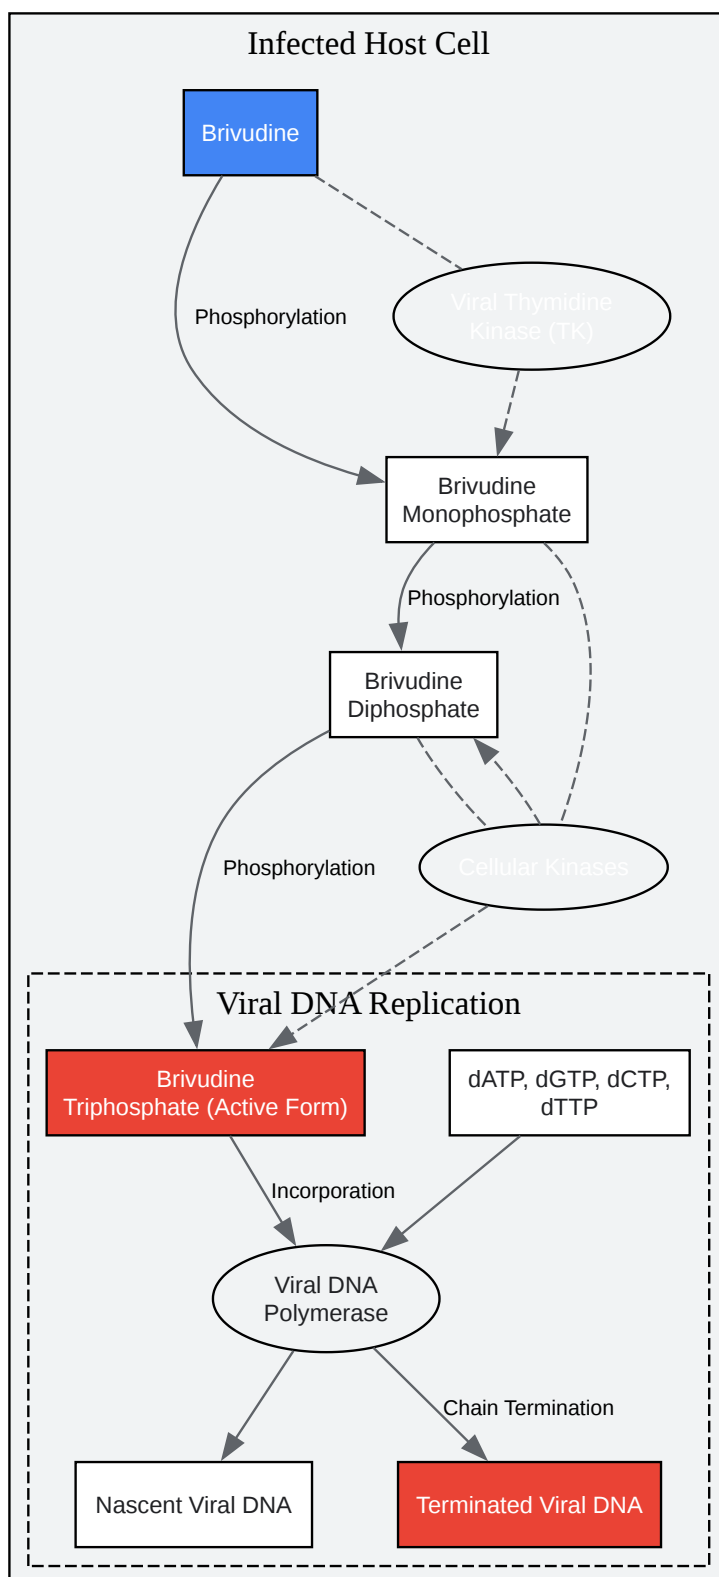 Infected Host Cell
Brivudine
Viral Thymidine
Kinase (TK)
Phosphorylation
Brivudine
Monophosphate
Phosphorylation
Brivudine
Diphosphate
Phosphorylation
Cellular Kinases
Viral DNA Replication
Brivudine
Triphosphate (Active Form)
dATP, dGTP, dCTP,
dTTP
Incorporation
Viral DNA
Polymerase
Chain Termination
Nascent Viral DNA
Terminated Viral DNA